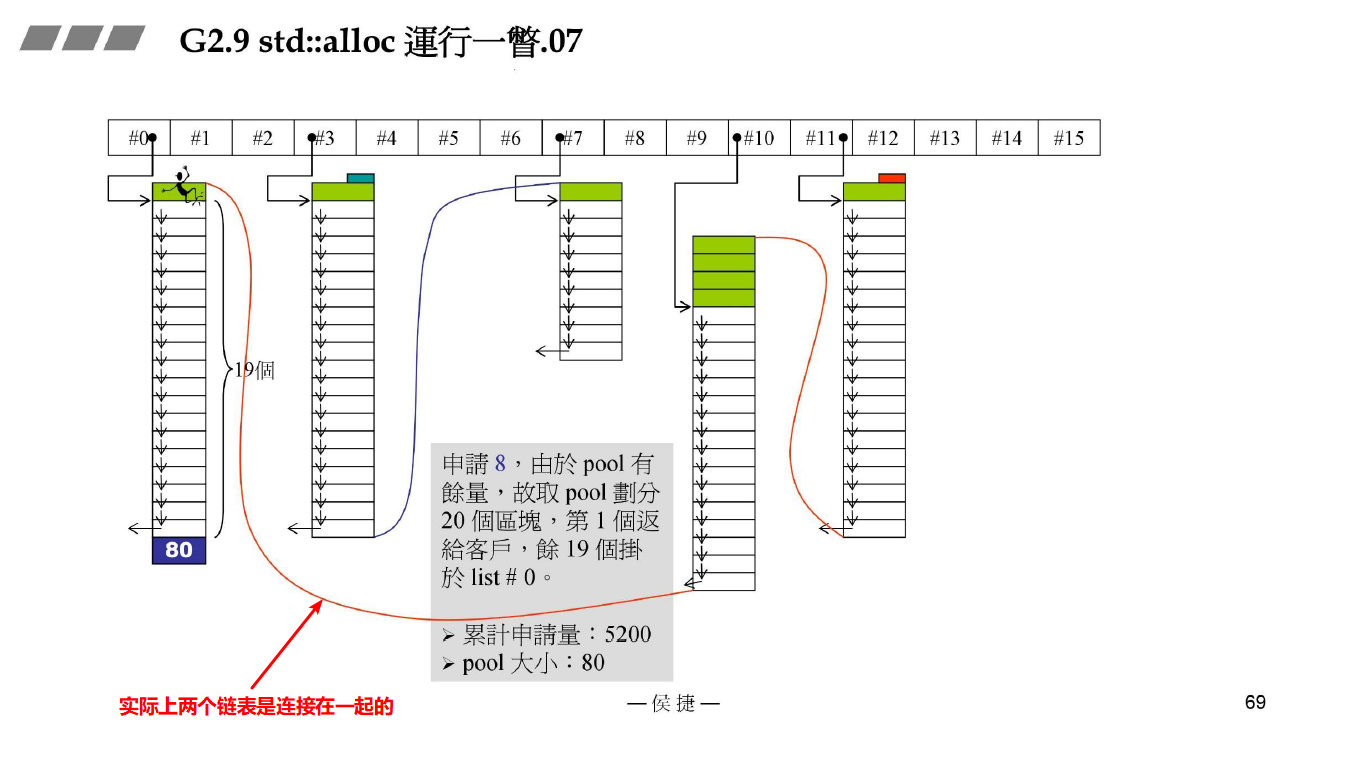 G2.9 std::alloc 運行一瞥.07
#0 #1 #2 #3 #4 #5 #6 #7 #8 #9 #10 #11 #12 #13 #14 #15
19個
80
申請 8，由於 pool 有
餘量，故取 pool 劃分
20 個區塊，第 1 個返
給客戶，餘 19 個掛
於 list # 0。
➢ 累計申請量：5200
➢ pool 大小：80
实际上两个链表是连接在一起的
— 侯 捷 —
69